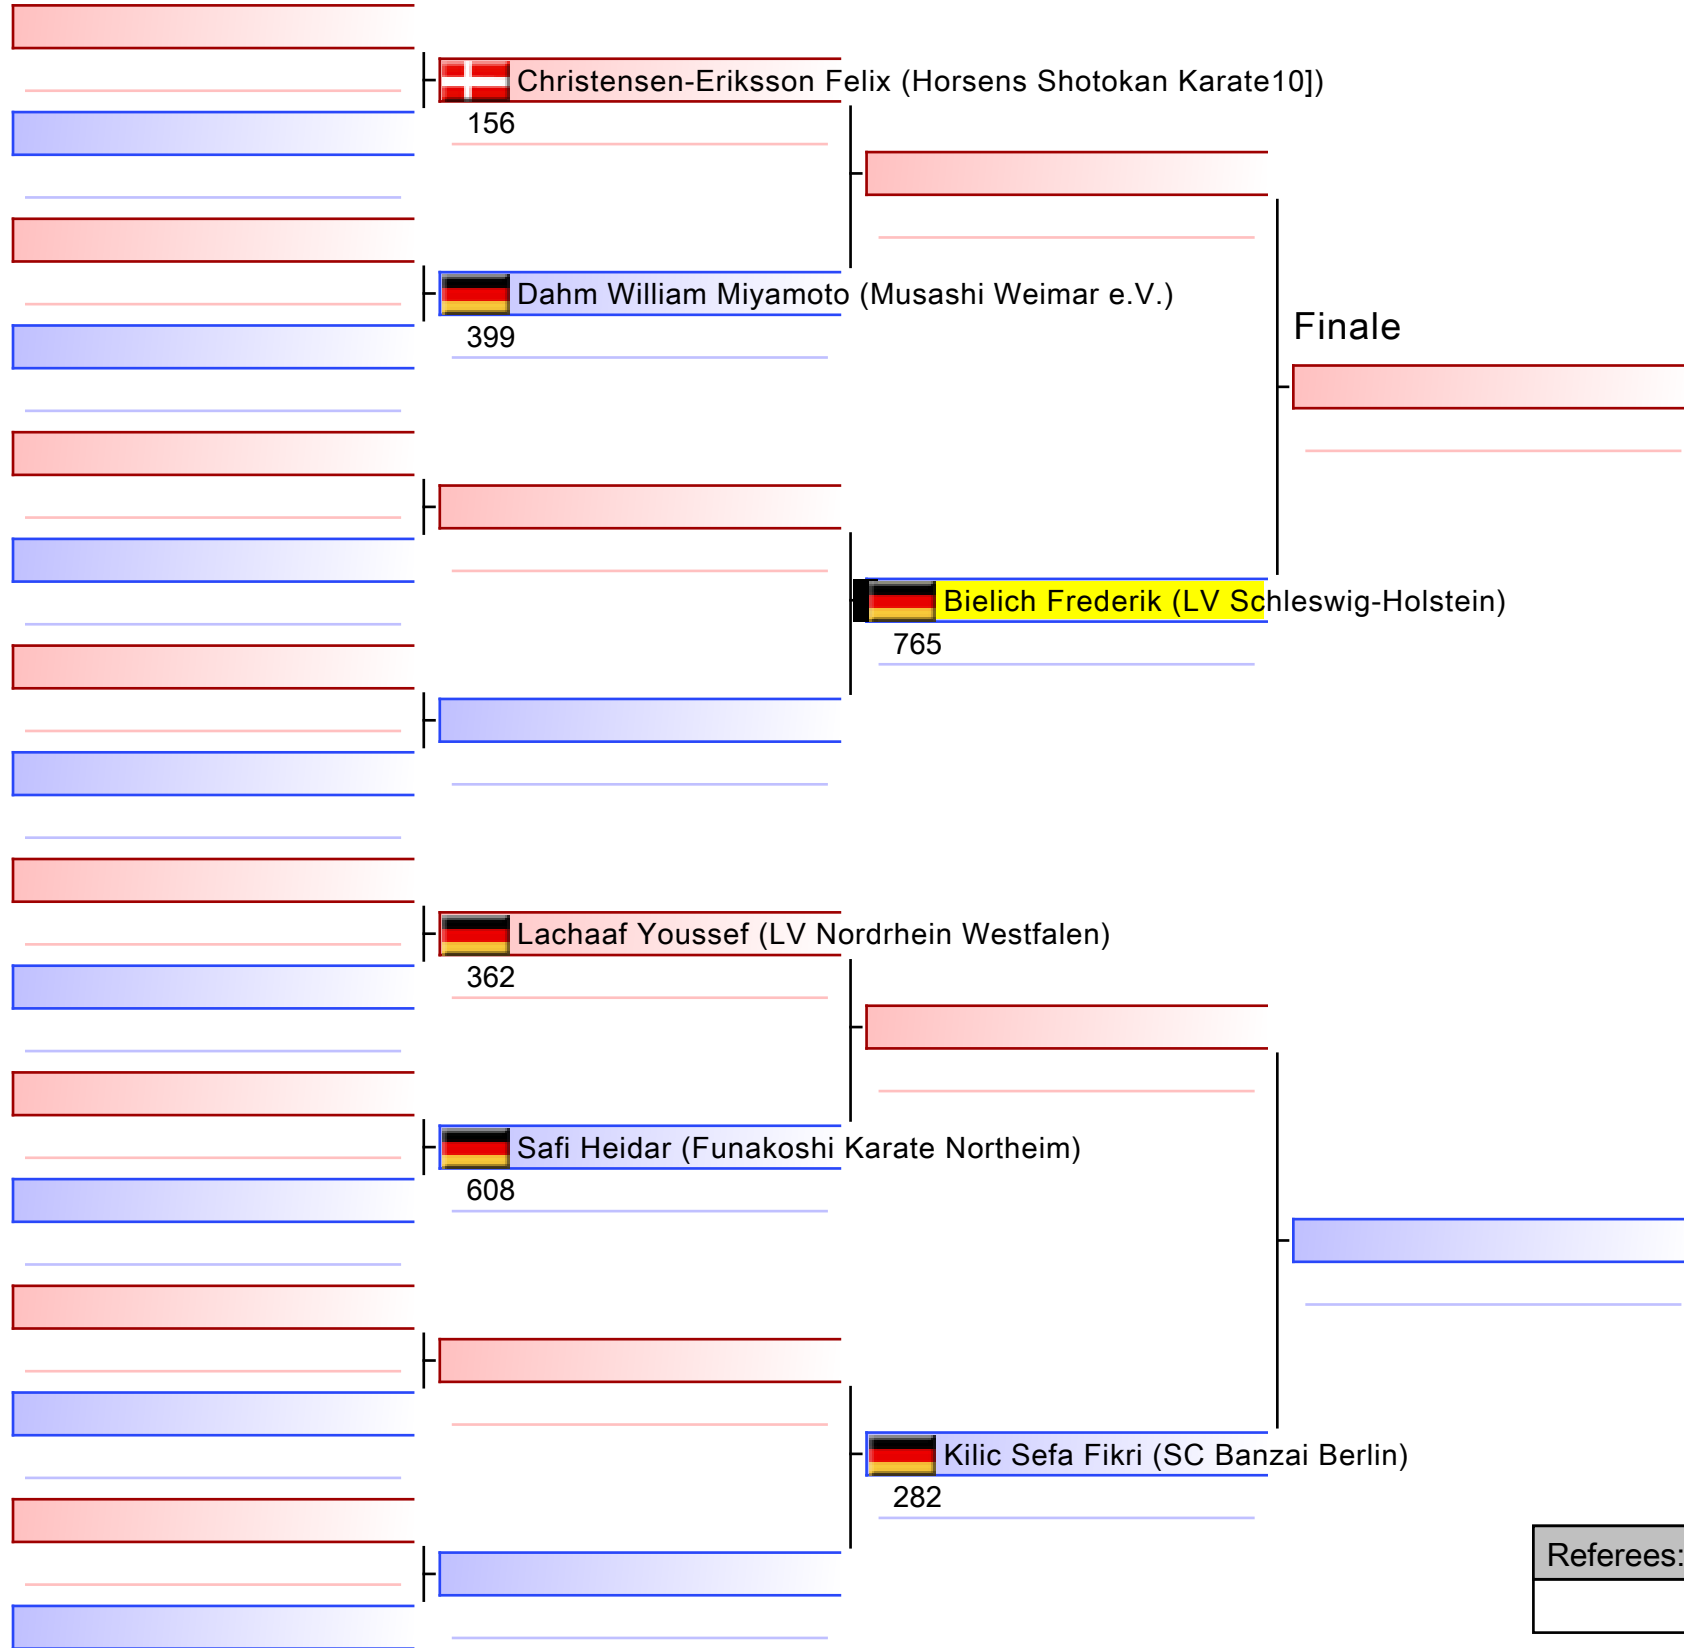 Christensen-Eriksson Felix (Horsens Shotokan Karate10])
156
Dahm William Miyamoto (Musashi Weimar e.V.)
399
Finale
Bielich Frederik (LV Schleswig-Holstein)
765
Lachaaf Youssef (LV Nordrhein Westfalen)
362
Safi Heidar (Funakoshi Karate Northeim)
608
Kilic Sefa Fikri (SC Banzai Berlin)
282
Referees: